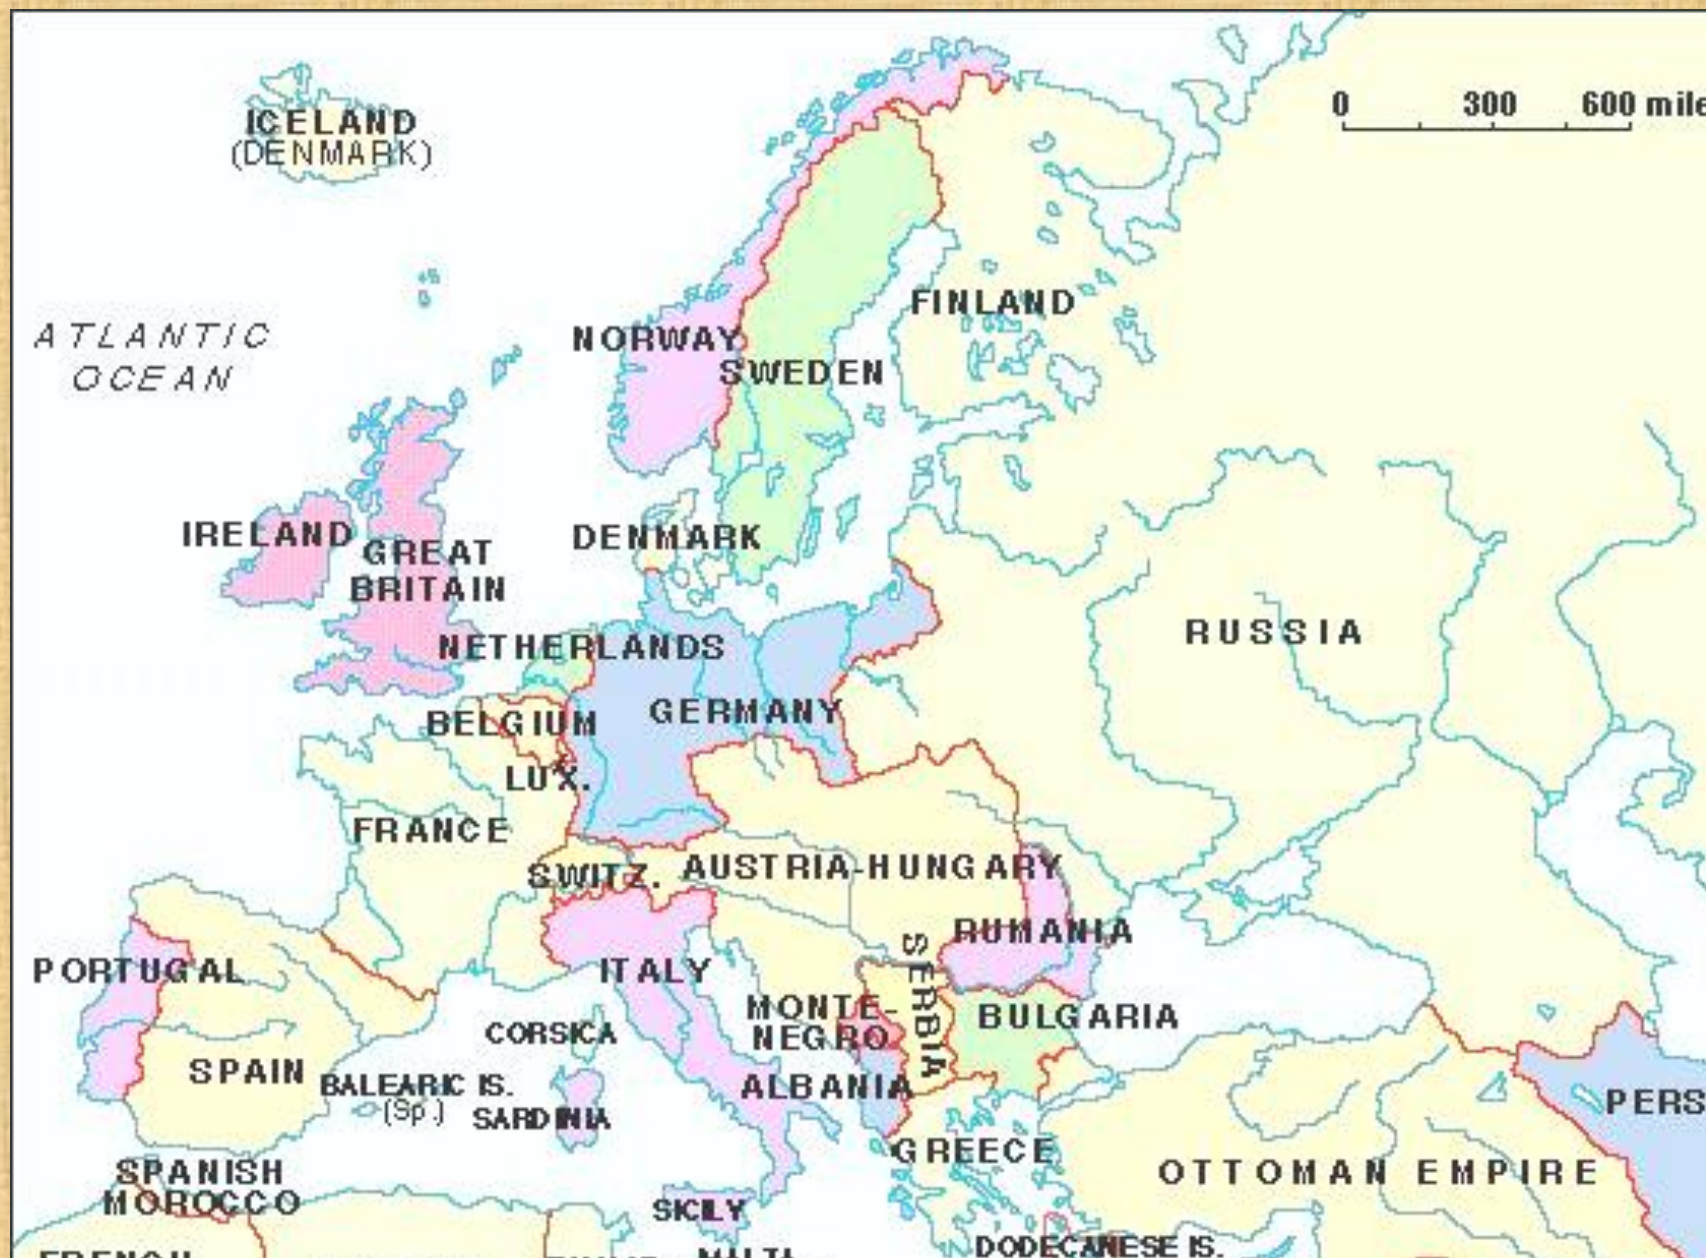 0 300 600 mile
ICELAND
(DENMARK)
FINLAND
ATLANTIC
OCEAN
NORWAY
SWEDEN
IRELAND
GREAT
BRITAIN
DENMARK
RUSSIA
NETHERLANDS
GERMANY
BELGIUM
LUX.
FRANCE
SWITZ.
AUSTRIA-HUNGARY
RUMANIA
SERBIA
PORTUGAL
ITALY
MONTE-
NEGRO
BULGARIA
CORSICA
SPAIN
BALEARIC IS.
(Sp.)
SARDINIA
ALBANIA
PERS
GREECE
OTTOMAN EMPIRE
SPANISH
MOROCCO
SICILY
DODECANESE IS.
FRENCH